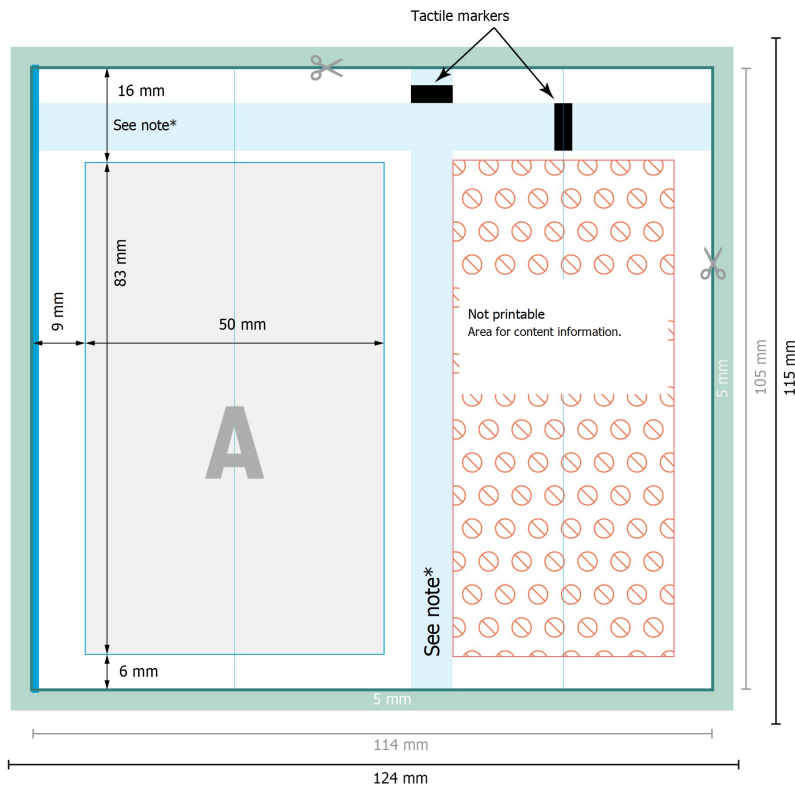 Tactile markers
16 mm
See note*
83 mm
9 mm
50 mm
Not printable
Area for content information.
A
5 mm
105 mm
115 mm
See note*
6 mm
5 mm
114 mm
124 mm